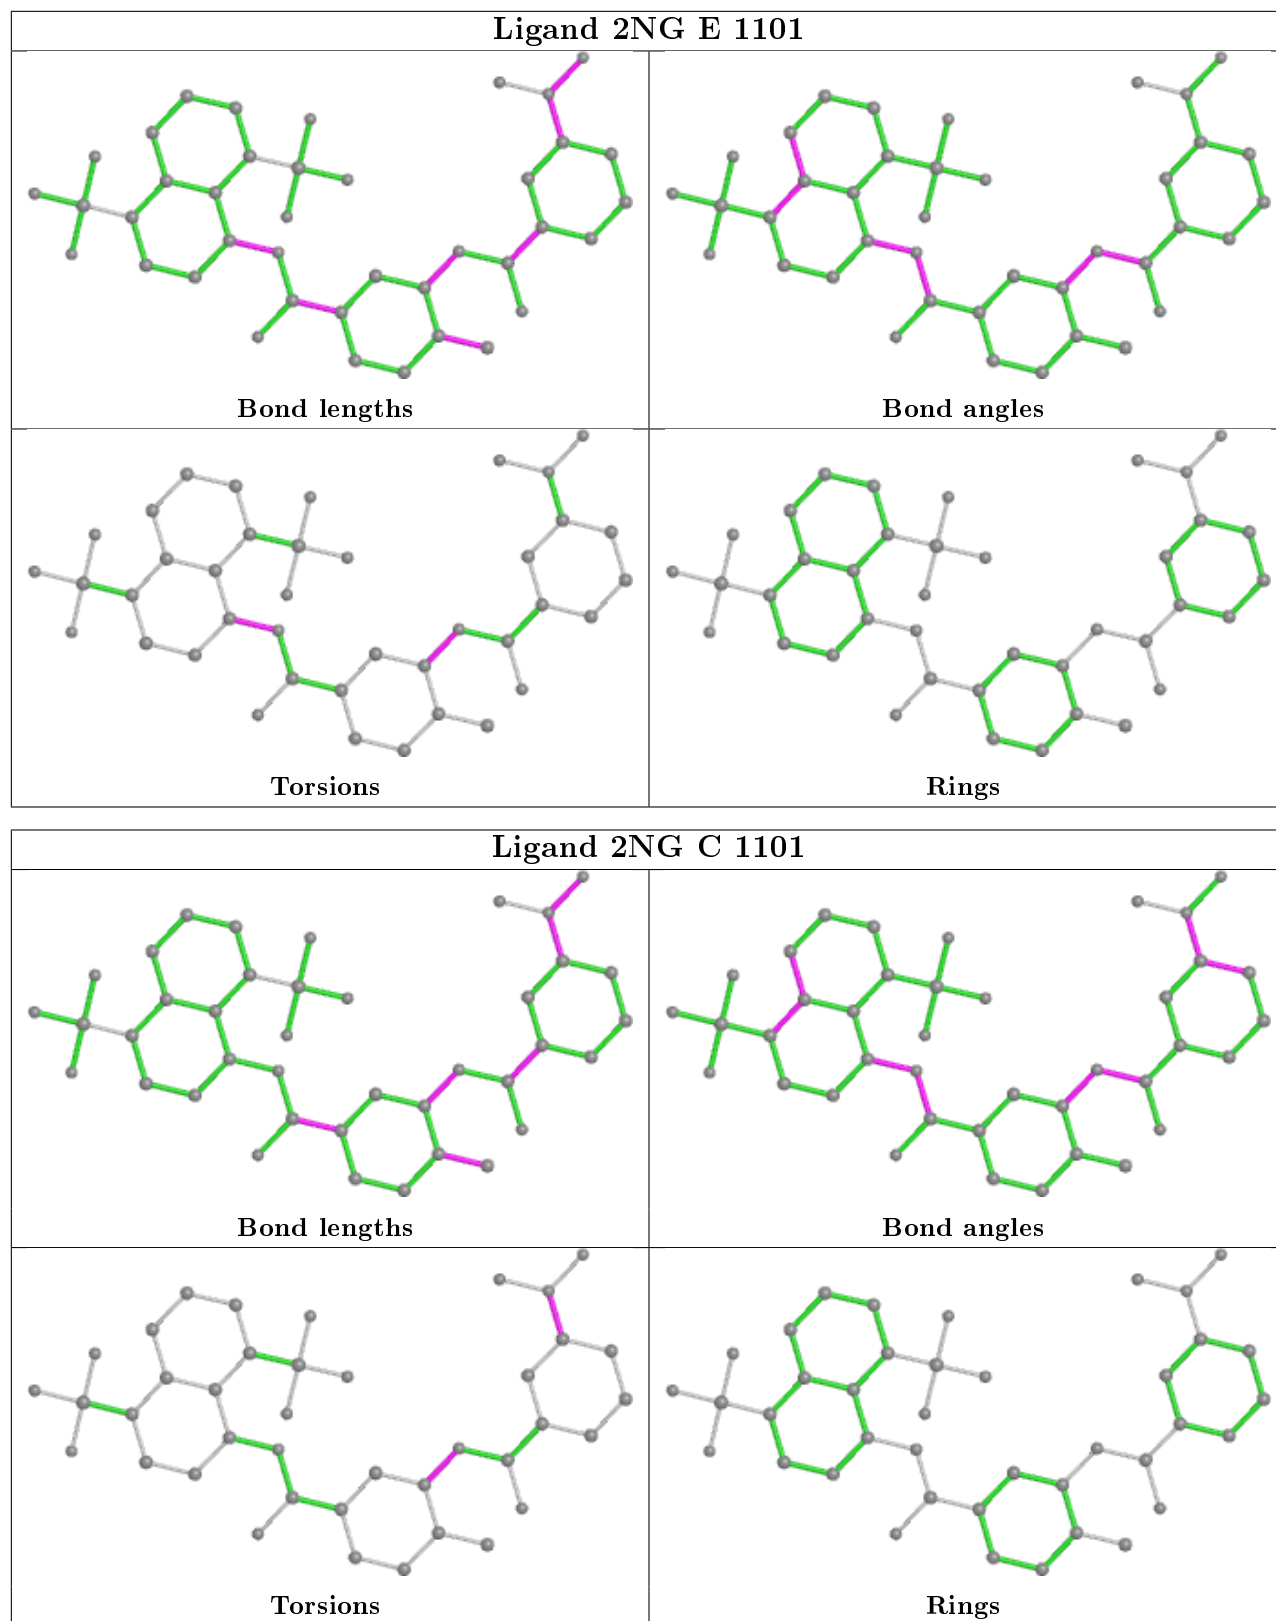 Ligand 2NG E 1101
Bond lengths
Bond angles
Torsions
Rings
Ligand 2NG C 1101
Bond lengths
Bond angles
Torsions
Rings